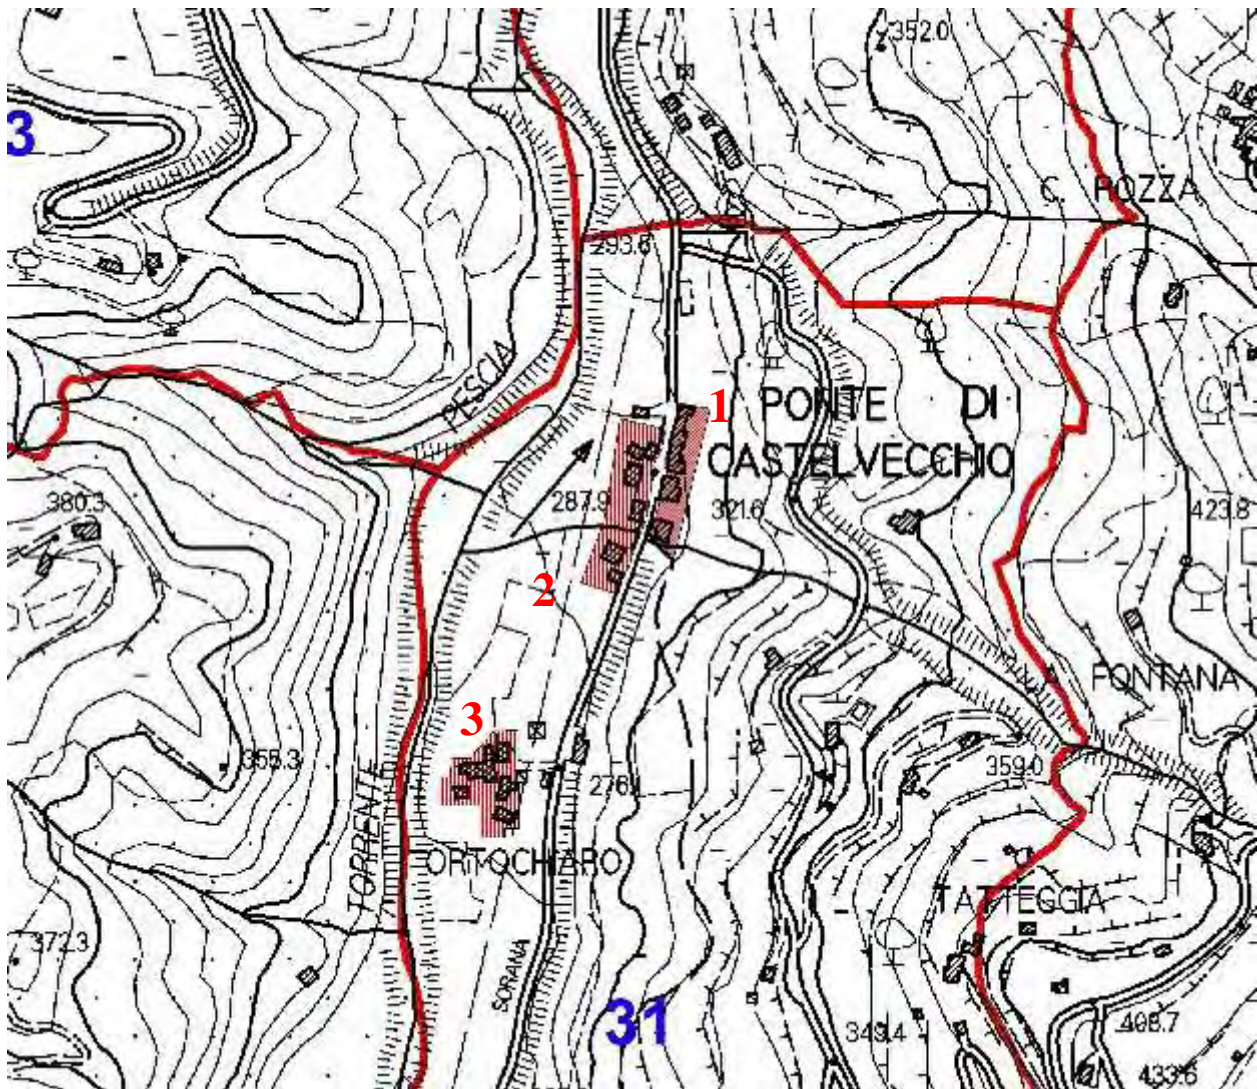 352.0
3
C. POZZA
293.6
PESCIA
1
PONTE DI
CASTELVECCHIO
380.3
287.9
321.6
423.8
2
FONTANA
3
355.3
359.0
276.
TORRENTE
ORTOCHIARO
TATTEGGIA
372.3
SORANA
31
349.4
408.7
433.6